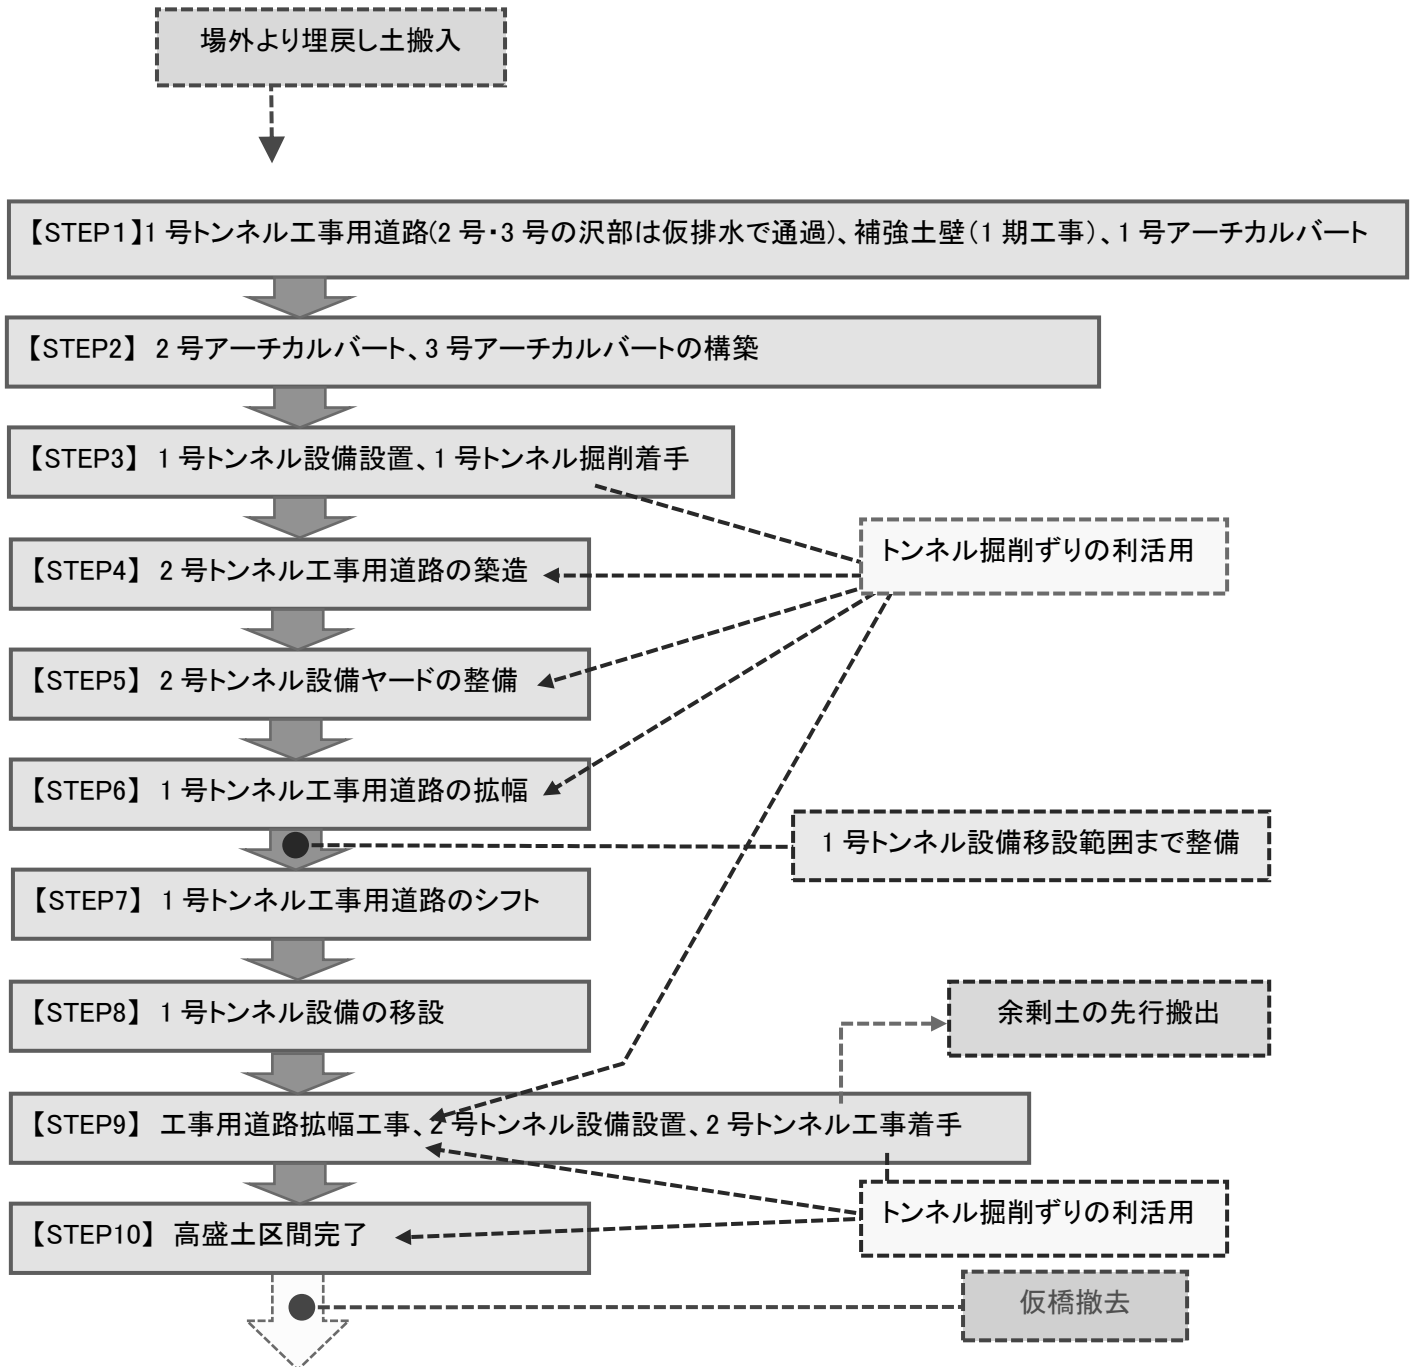 場外より埋戻し土搬入
【STEP1】1号トンネル工事用道路(2号・3号の沢部は仮排水で通過)、補強土壁(1期工事)、1号アーチカルバート
【STEP2】 2号アーチカルバート、3号アーチカルバートの構築
【STEP3】 1号トンネル設備設置、1号トンネル掘削着手
トンネル掘削ずりの利活用
【STEP4】 2号トンネル工事用道路の築造
【STEP5】 2号トンネル設備ヤードの整備
【STEP6】 1号トンネル工事用道路の拡幅
1号トンネル設備移設範囲まで整備
【STEP7】 1号トンネル工事用道路のシフト
【STEP8】 1号トンネル設備の移設
余剰土の先行搬出
【STEP9】 工事用道路拡幅工事、2号トンネル設備設置、2号トンネル工事着手
トンネル掘削ずりの利活用
【STEP10】 高盛土区間完了
仮橋撤去